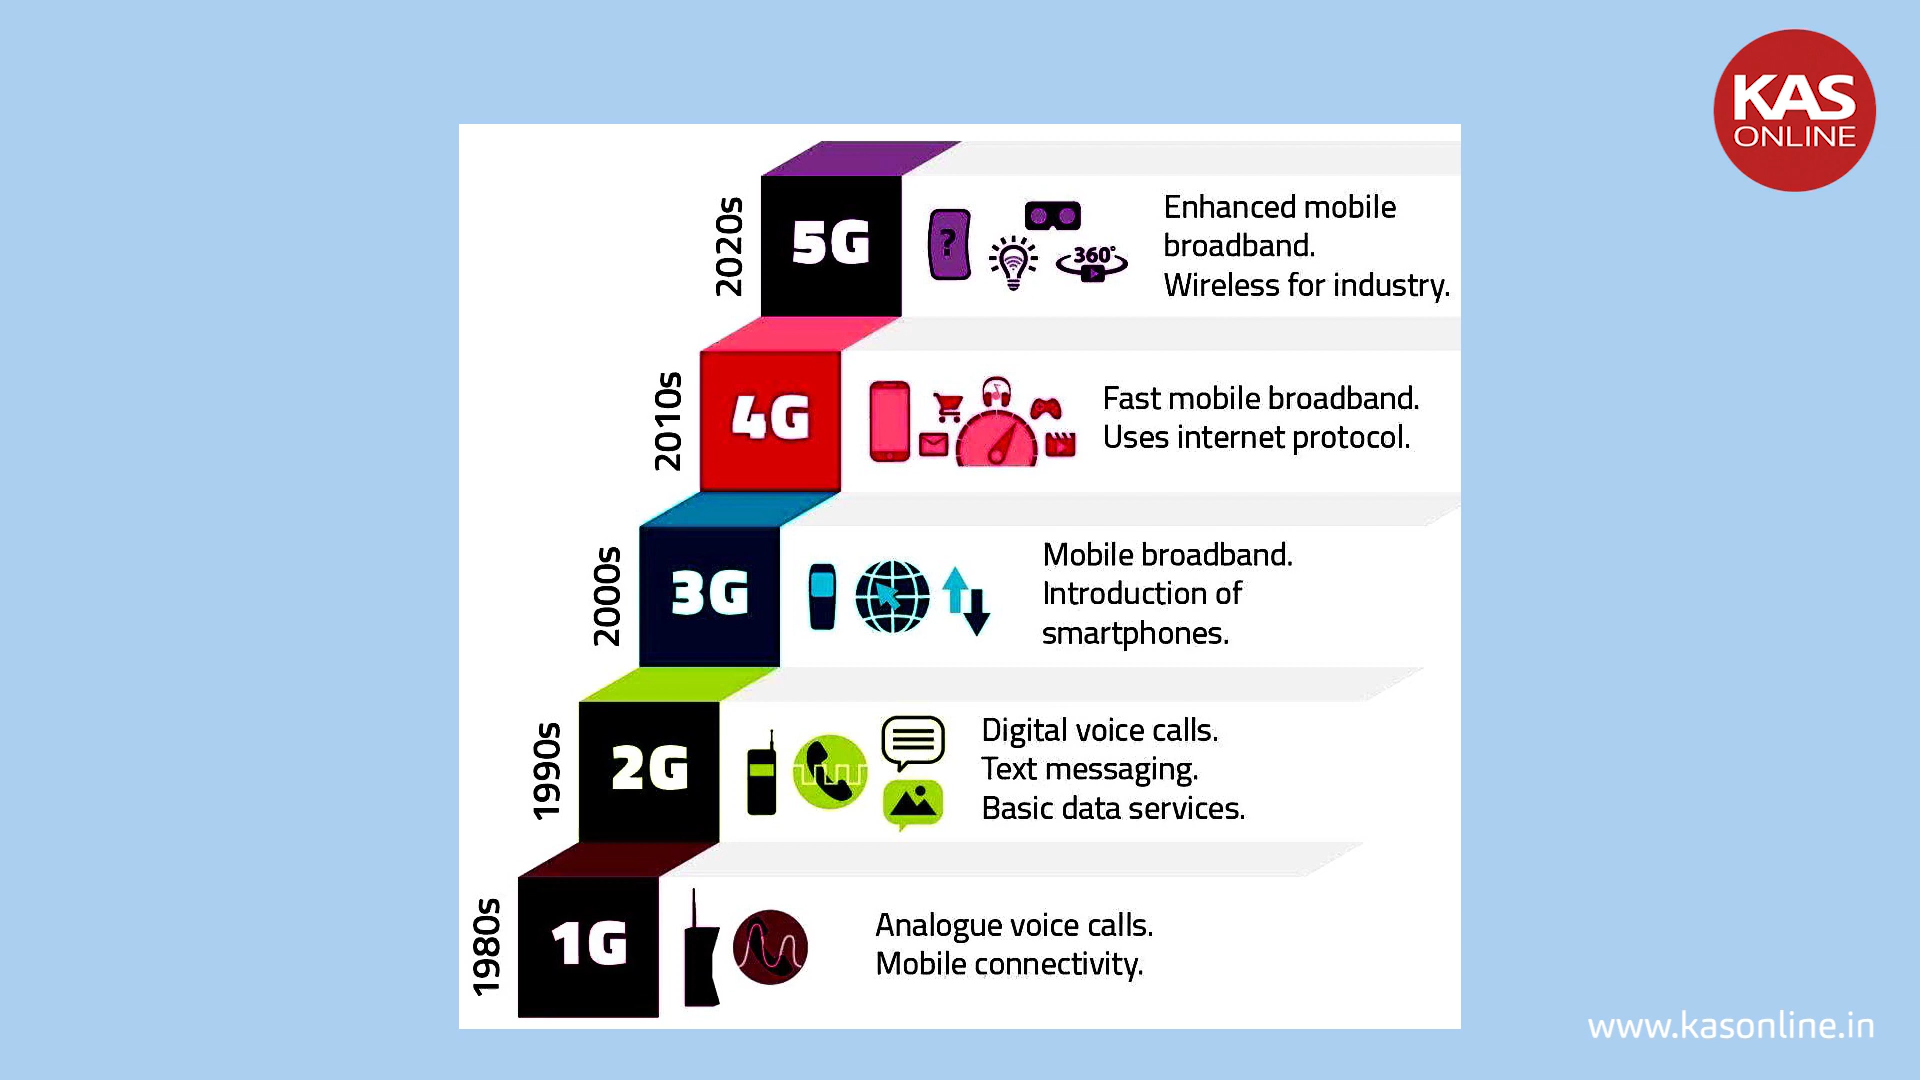 KAS
ONLINE
2020s
5G
?
360°
Enhanced mobile
broadband.
Wireless for industry.
2010s
4G
Fast mobile broadband.
Uses internet protocol.
2000s
3G
Mobile broadband.
Introduction of
smartphones.
1990s
2G
Digital voice calls.
Text messaging.
Basic data services.
1980s
1G
Analogue voice calls.
Mobile connectivity.
www.kasonline.in